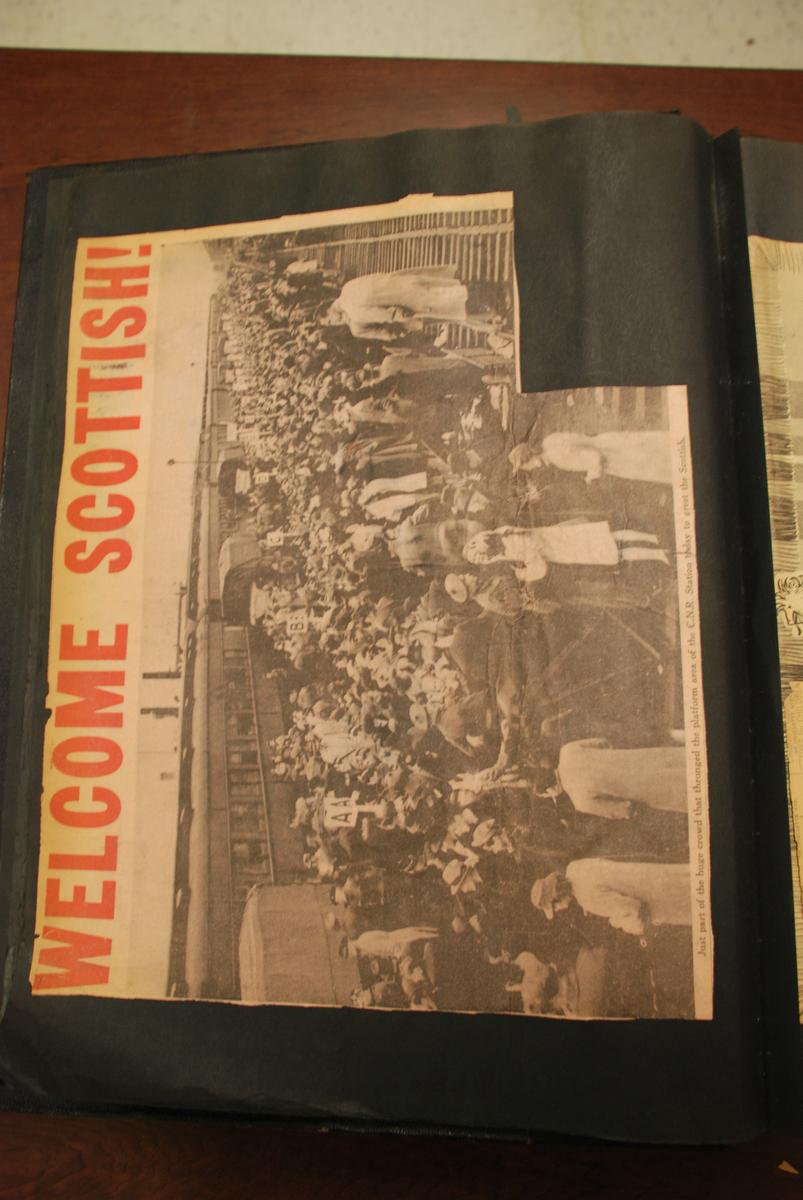 WELCOME SCOTTISH!
C
BB
AA
Just part of the huge crowd that thronged the platform area of the C.N.R. Station today to greet the Scottish.